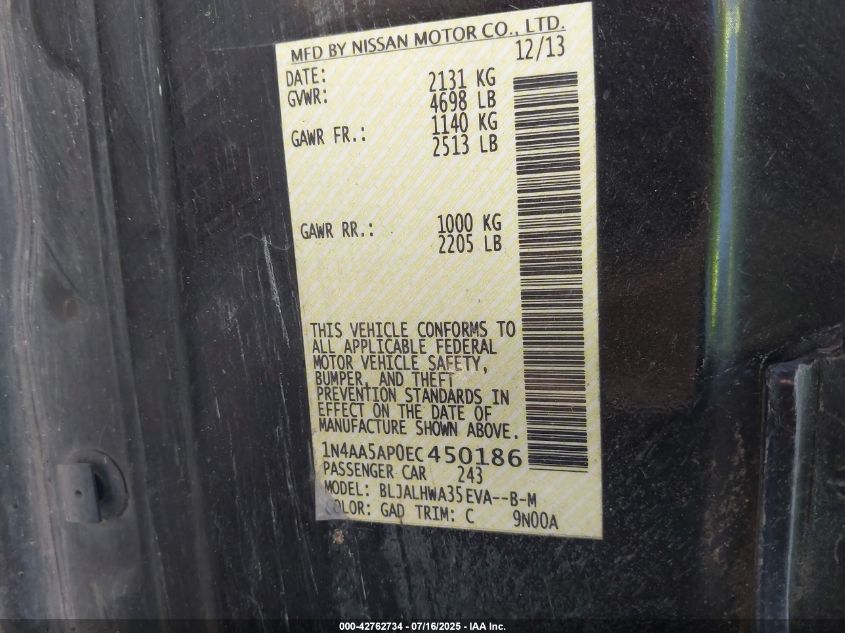 MFD BY NISSAN MOTOR CO., LTD.
DATE: 12/13
GVWR: 2131 KG
4698 LB
GAWR FR.: 1140 KG
2513 LB
GAWR RR.: 1000 KG
2205 LB
THIS VEHICLE CONFORMS TO
ALL APPLICABLE FEDERAL
MOTOR VEHICLE SAFETY,
BUMPER, AND THEFT
PREVENTION STANDARDS IN
EFFECT ON THE DATE OF
MANUFACTURE SHOWN ABOVE.
1N4AA5AP0EC450186
PASSENGER CAR 243
MODEL: BLJALHWA35EVA--B-M
COLOR: GAD TRIM: C 9N00A
000-42762734 - 07/16/2025 - IAA Inc.